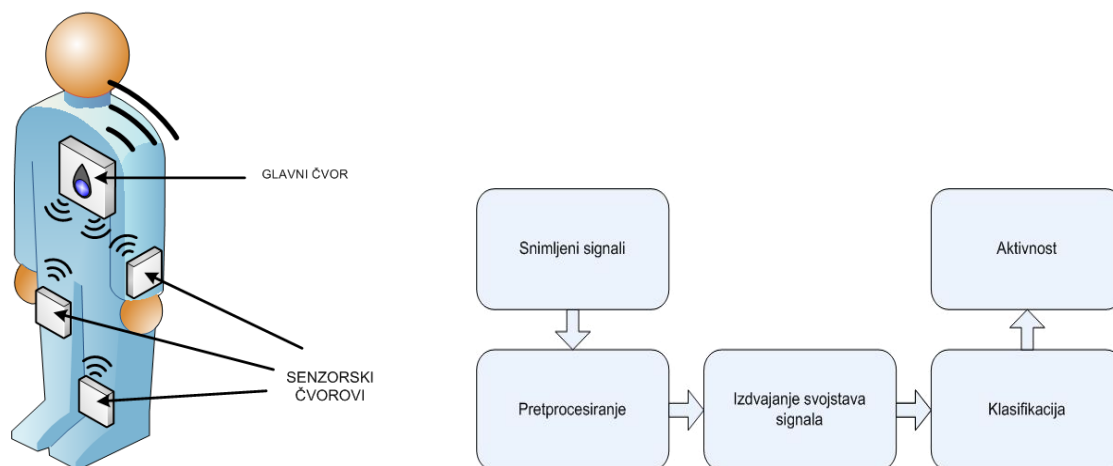 GLAVNI ČVOR
SENZORSKI
ČVOROVI
Snimljeni signali
Aktivnost
Pretprocesiranje
Izdvajanje svojstava
signala
Klasifikacija